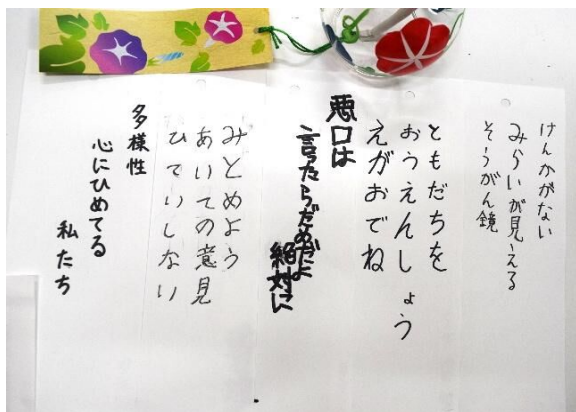 けんかがない
みらいが見える
そうがん鏡
ともだちを
おうえんしょう
えがおでね
悪口は
言ったらだめだよ
絶対に
みとめよう
あいての意見
ひていしない
多様性
心にひめてる
私たち